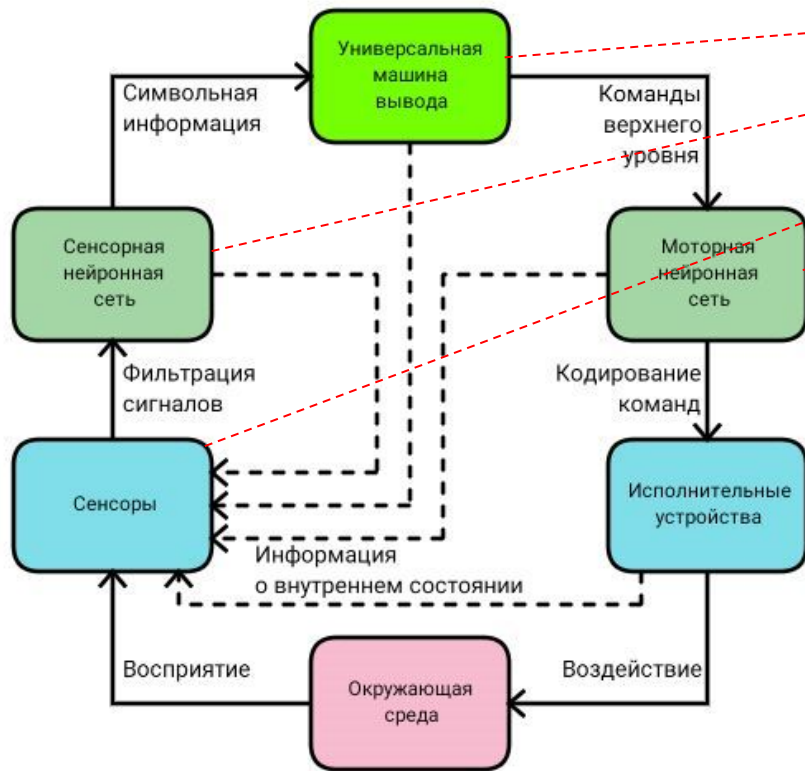 Универсальная
машина
вывода
Символьная
информация
Команды
верхнего
уровня
Сенсорная
нейронная
сеть
Моторная
нейронная
сеть
Фильтрация
сигналов
Кодирование
команд
Сенсоры
Исполнительные
устройства
Информация
о внутреннем состоянии
Восприятие
Воздействие
Окружающая
среда